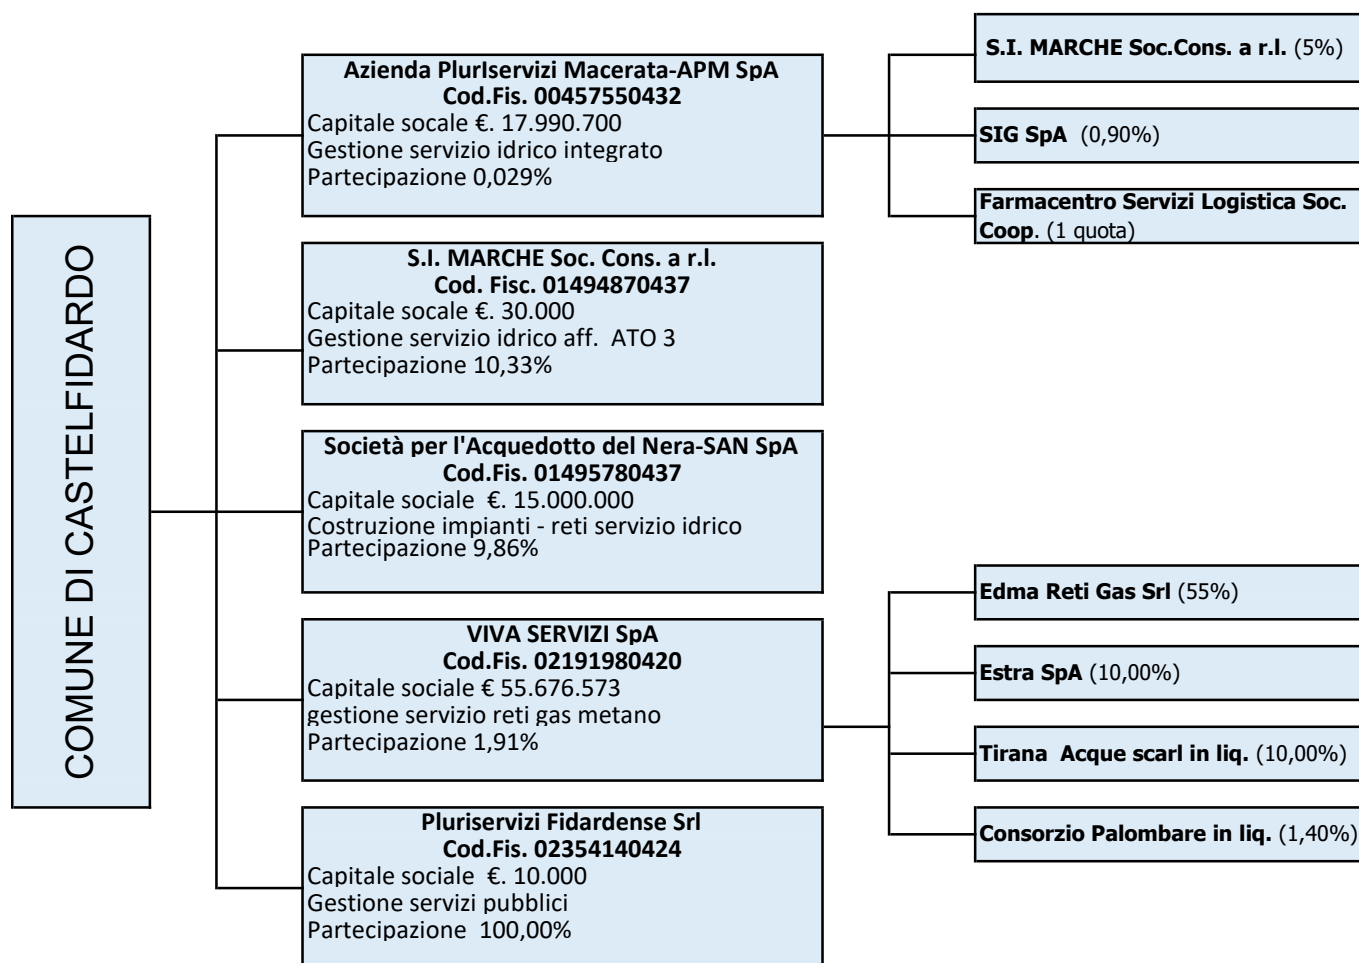 COMUNE DI CASTELFIDARDO
Azienda PlurIservizi Macerata-APM SpA
Cod.Fis. 00457550432
Capitale socale €. 17.990.700
Gestione servizio idrico integrato
Partecipazione 0,029%
S.I. MARCHE Soc.Cons. a r.l. (5%)
SIG SpA (0,90%)
Farmacentro Servizi Logistica Soc.
Coop. (1 quota)
S.I. MARCHE Soc. Cons. a r.l.
Cod. Fisc. 01494870437
Capitale socale €. 30.000
Gestione servizio idrico aff. ATO 3
Partecipazione 10,33%
Società per l'Acquedotto del Nera-SAN SpA
Cod.Fis. 01495780437
Capitale sociale €. 15.000.000
Costruzione impianti - reti servizio idrico
Partecipazione 9,86%
VIVA SERVIZI SpA
Cod.Fis. 02191980420
Capitale sociale € 55.676.573
gestione servizio reti gas metano
Partecipazione 1,91%
Edma Reti Gas Srl (55%)
Estra SpA (10,00%)
Tirana Acque scarl in liq. (10,00%)
Consorzio Palombare in liq. (1,40%)
Pluriservizi Fidardense Srl
Cod.Fis. 02354140424
Capitale sociale €. 10.000
Gestione servizi pubblici
Partecipazione 100,00%